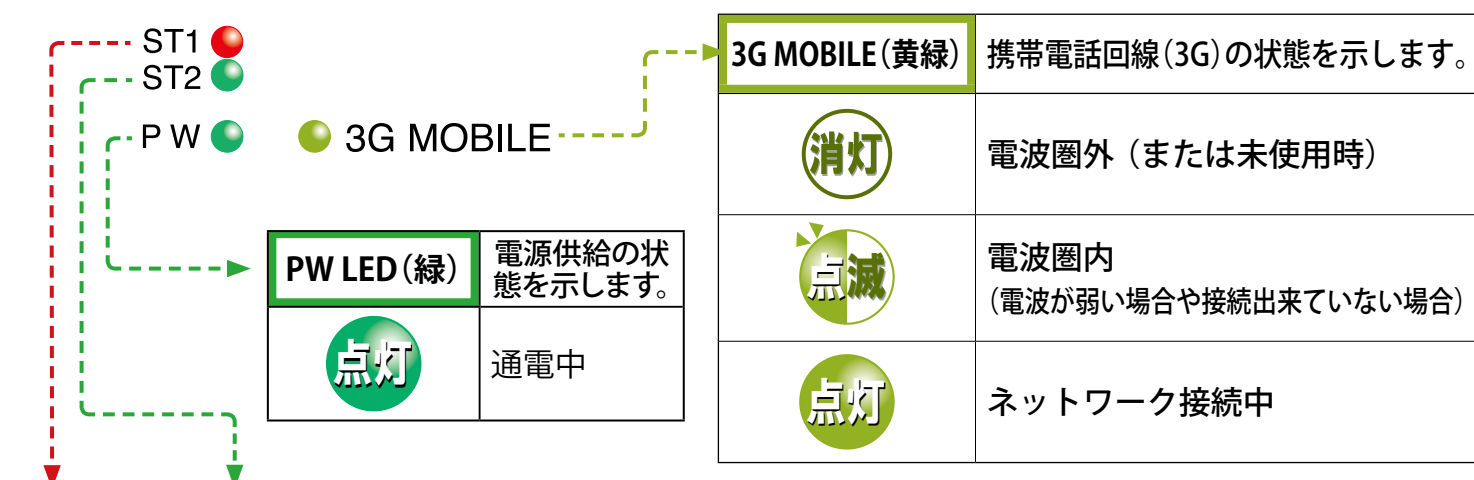 ST1
ST2
P W
3G MOBILE
PW LED（緑）
電源供給の状
態を示します。
点灯
通電中
3G MOBILE（黄緑）
携帯電話回線（3G）の状態を示します。
消灯
電波圏外（または未使用時）
点滅
電波圏内
（電波が弱い場合や接続出来ていない場合）
点灯
ネットワーク接続中